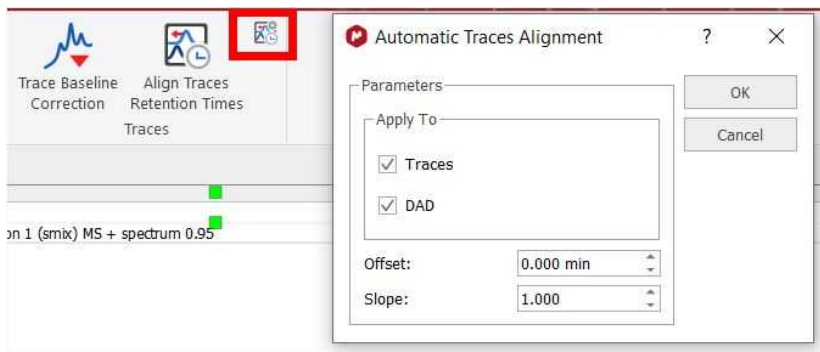 Trace Baseline
Correction
Align Traces
Retention Times
Traces
on 1 (smix) MS + spectrum 0.95
Automatic Traces Alignment
?
Parameters
Apply To
Traces
DAD
Offset:
0.000 min
Slope:
1.000
OK
Cancel